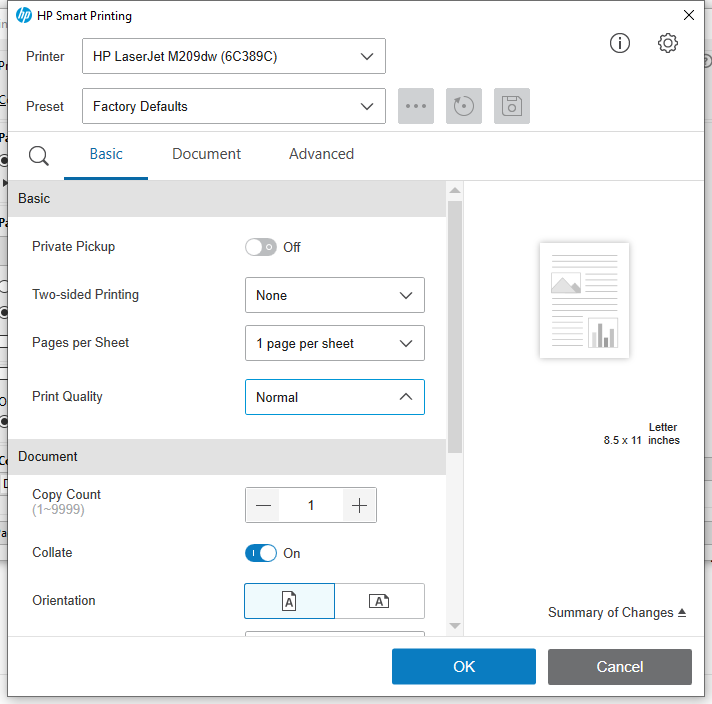 HP Smart Printing
Printer
HP LaserJet M209dw (6C389C)
Preset
Factory Defaults
Basic Document Advanced
Basic
Private Pickup
Off
Two-sided Printing
None
Pages per Sheet
1 page per sheet
Print Quality
Normal
Letter
8.5 x 11 inches
Document
Copy Count
(1~9999)
1
Collate
On
Orientation
A A
Summary of Changes
OK Cancel